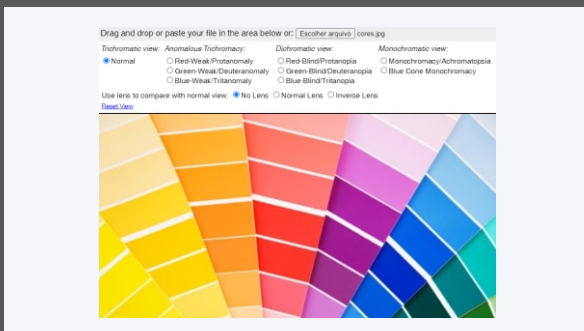 Drag and drop or paste your file in the area below or: Escolher arquivo cores.jpg
Trichromatic view: Anomalous Trichromacy: Dichromatic view: Monochromatic view:
Normal Red-Weak/Protanomaly Red-Blind/Protanopia Monochromacy/Achromatopsia
Green-Weak/Deuteranomaly Green-Blind/Deuteranopia Blue Cone Monochromacy
Blue-Weak/Tritanomaly Blue-Blind/Tritanopia
Use lens to compare with normal view: No Lens Normal Lens Inverse Lens
Reset View